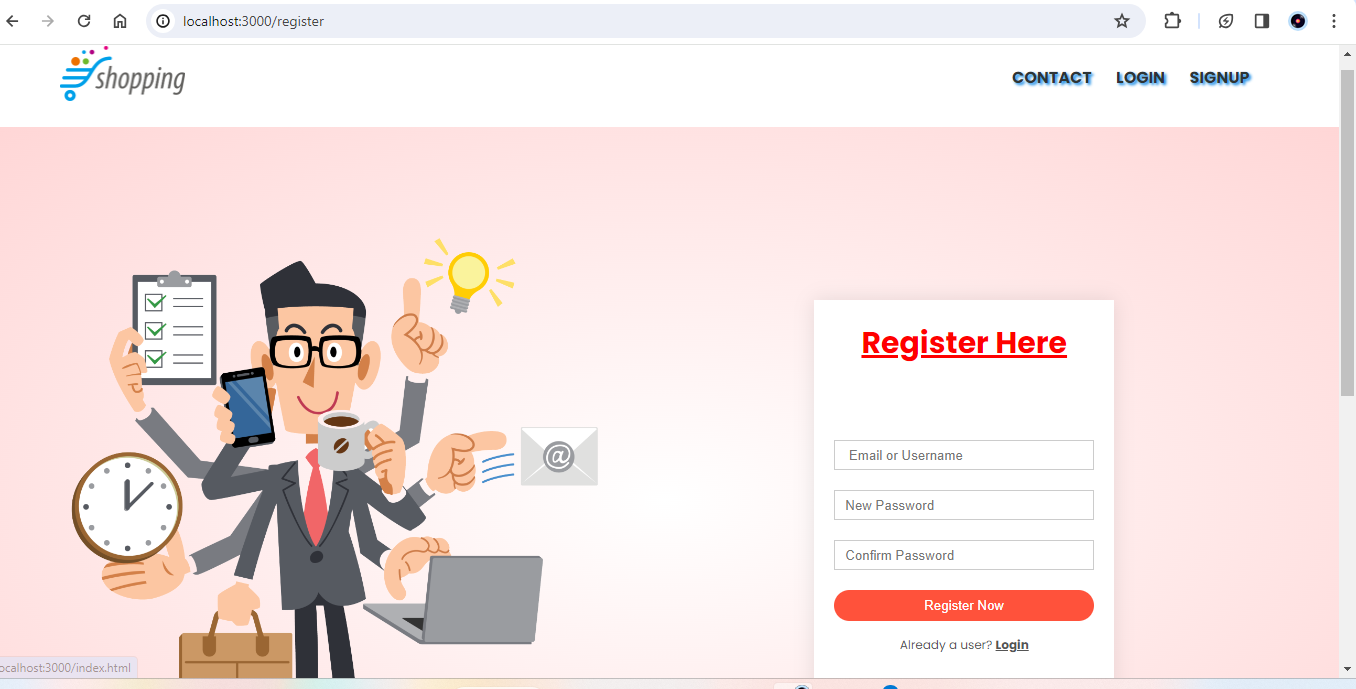 localhost:3000/register
shopping
CONTACT LOGIN SIGNUP
Register Here
@
Email or Username
New Password
Confirm Password
Register Now
Already a user? Login
ocalhost:3000/index.html